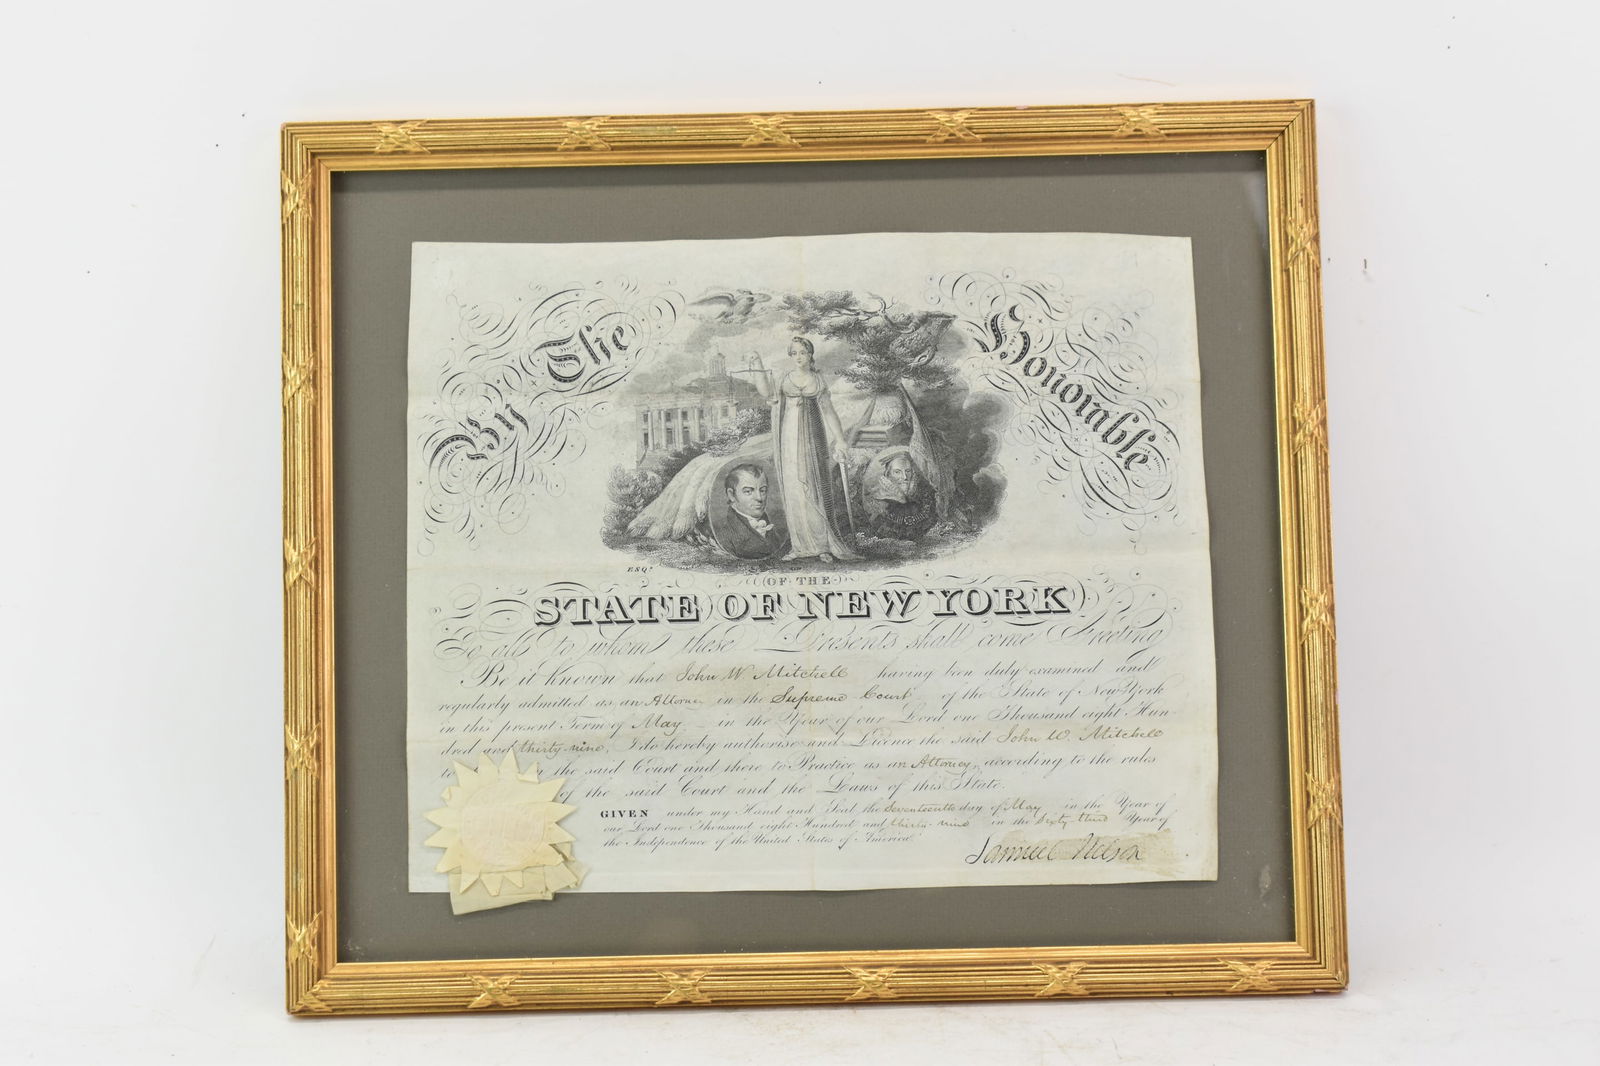 By The Honorable
ESQr.
OF THE
STATE OF NEW YORK
To all to whom these Presents shall come Greeting
Be it known that John W. Mitchell having been duly examined and
regularly admitted as an Attorney in the Supreme Court of the State of New York
in this present Term of May in the Year of our Lord one Thousand eight Hun-
dred and thirty-nine, I do hereby authorise and Licence the said John W. Mitchell
to the said Court and there to Practice as an Attorney, according to the rules
of the said Court and the Laws of this State.
GIVEN under my Hand and Seal the Seventeenth day of May in the Year of
our Lord one Thousand eight Hundred and thirty-nine in the Sixty third Year of
the Independence of the United States of America.
Samuel Nelson